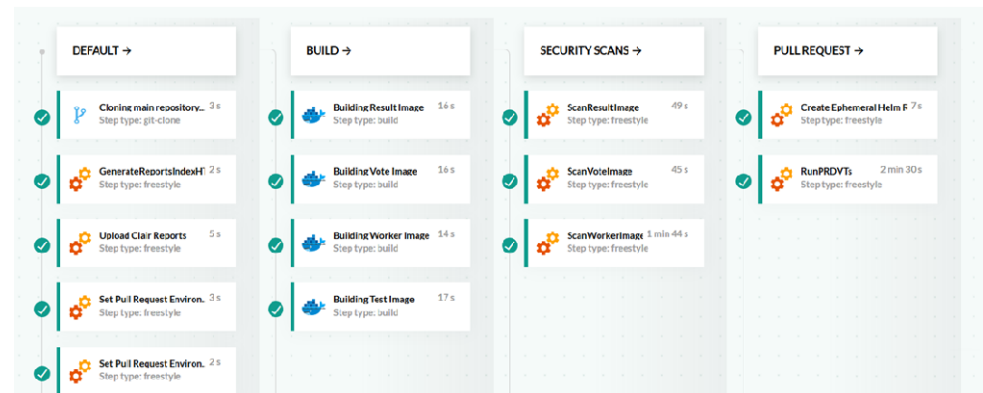 DEFAULT →
Cloning main repository... 3 s
Step type: git-clone
GenerateReportsIndexHT 2 s
Step type: freestyle
Upload Clair Reports 5 s
Step type: freestyle
Set Pull Request Environ.. 3 s
Step type: freestyle
Set Pull Request Environ.. 2 s
Step type: freestyle
BUILD →
Building Result Image 16 s
Step type: build
Building Vote Image 16 s
Step type: build
Building Worker Image 14 s
Step type: build
Building Test Image 17 s
Step type: build
SECURITY SCANS →
ScanResultImage 49 s
Step type: freestyle
ScanVoteImage 45 s
Step type: freestyle
ScanWorkerImage 1 min 44 s
Step type: freestyle
PULL REQUEST →
Create Ephemeral Helm R 7 s
Step type: freestyle
RunPRDVTs 2 min 30 s
Step type: freestyle